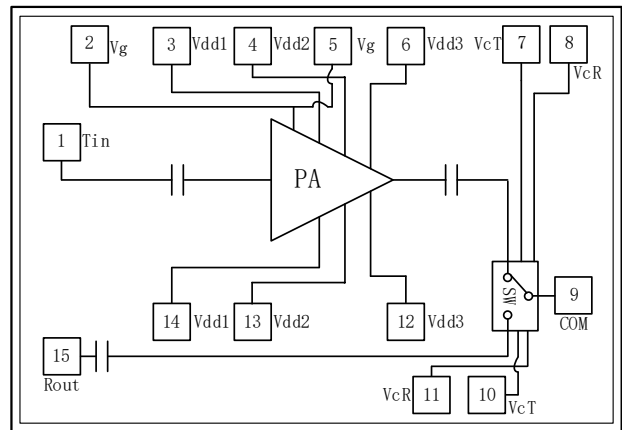 2 Vg 3 Vdd1 4 Vdd2 5 Vg 6 Vdd3 VcT 7 8 VcR
1 Tin
PA
SW
9
COM
14 Vdd1 13 Vdd2 12 Vdd3
15
Rout
VcR 11 10 VcT